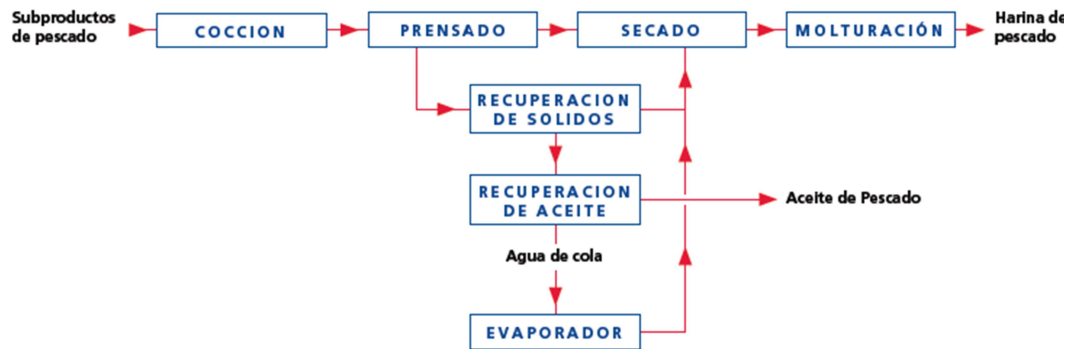 Subproductos
de pescado
COCCION
PRENSADO
SECADO
MOLTURACIÓN
Harina de
pescado
RECUPERACION
DE SOLIDOS
RECUPERACION
DE ACEITE
Aceite de Pescado
Agua de cola
EVAPORADOR